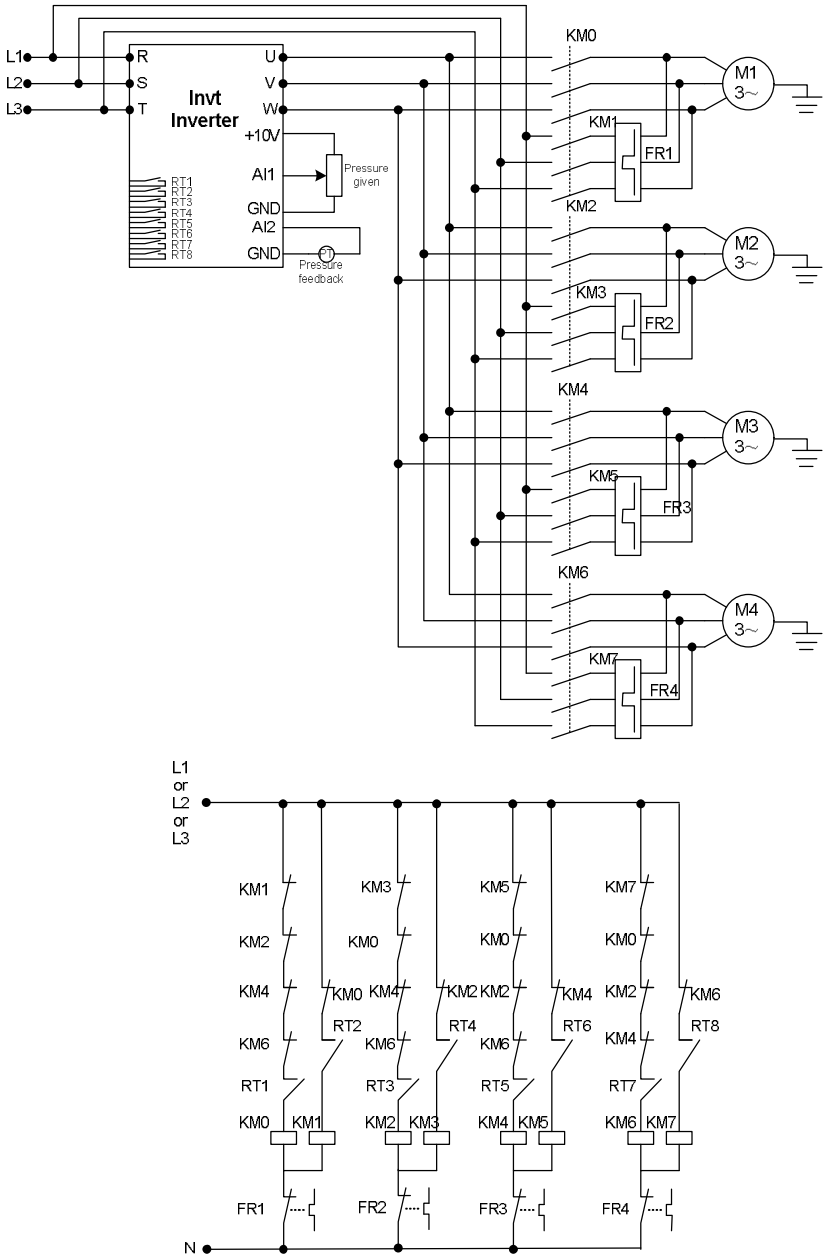 L1
L2
L3
R
S
T
Invt
Inverter
U
V
W
+10V
AI1
GND
AI2
GND
Pressure
given
PT
Pressure
feedback
RT1
RT2
RT3
RT4
RT5
RT6
RT7
RT8
KM0
M1
3~
KM1
FR1
KM2
M2
3~
KM3
FR2
KM4
M3
3~
KM5
FR3
KM6
M4
3~
KM7
FR4
L1
or
L2
or
L3
KM1 KM3 KM5 KM7
KM2 KM0 KM0 KM0
KM4 KM0 KM4 KM2 KM2 KM4 KM2 KM6
RT2 RT4 RT6 RT8
KM6 KM6 KM6 KM4
RT1 RT3 RT5 RT7
KM0 KM1 KM2 KM3 KM4 KM5 KM6 KM7
FR1 FR2 FR3 FR4
N